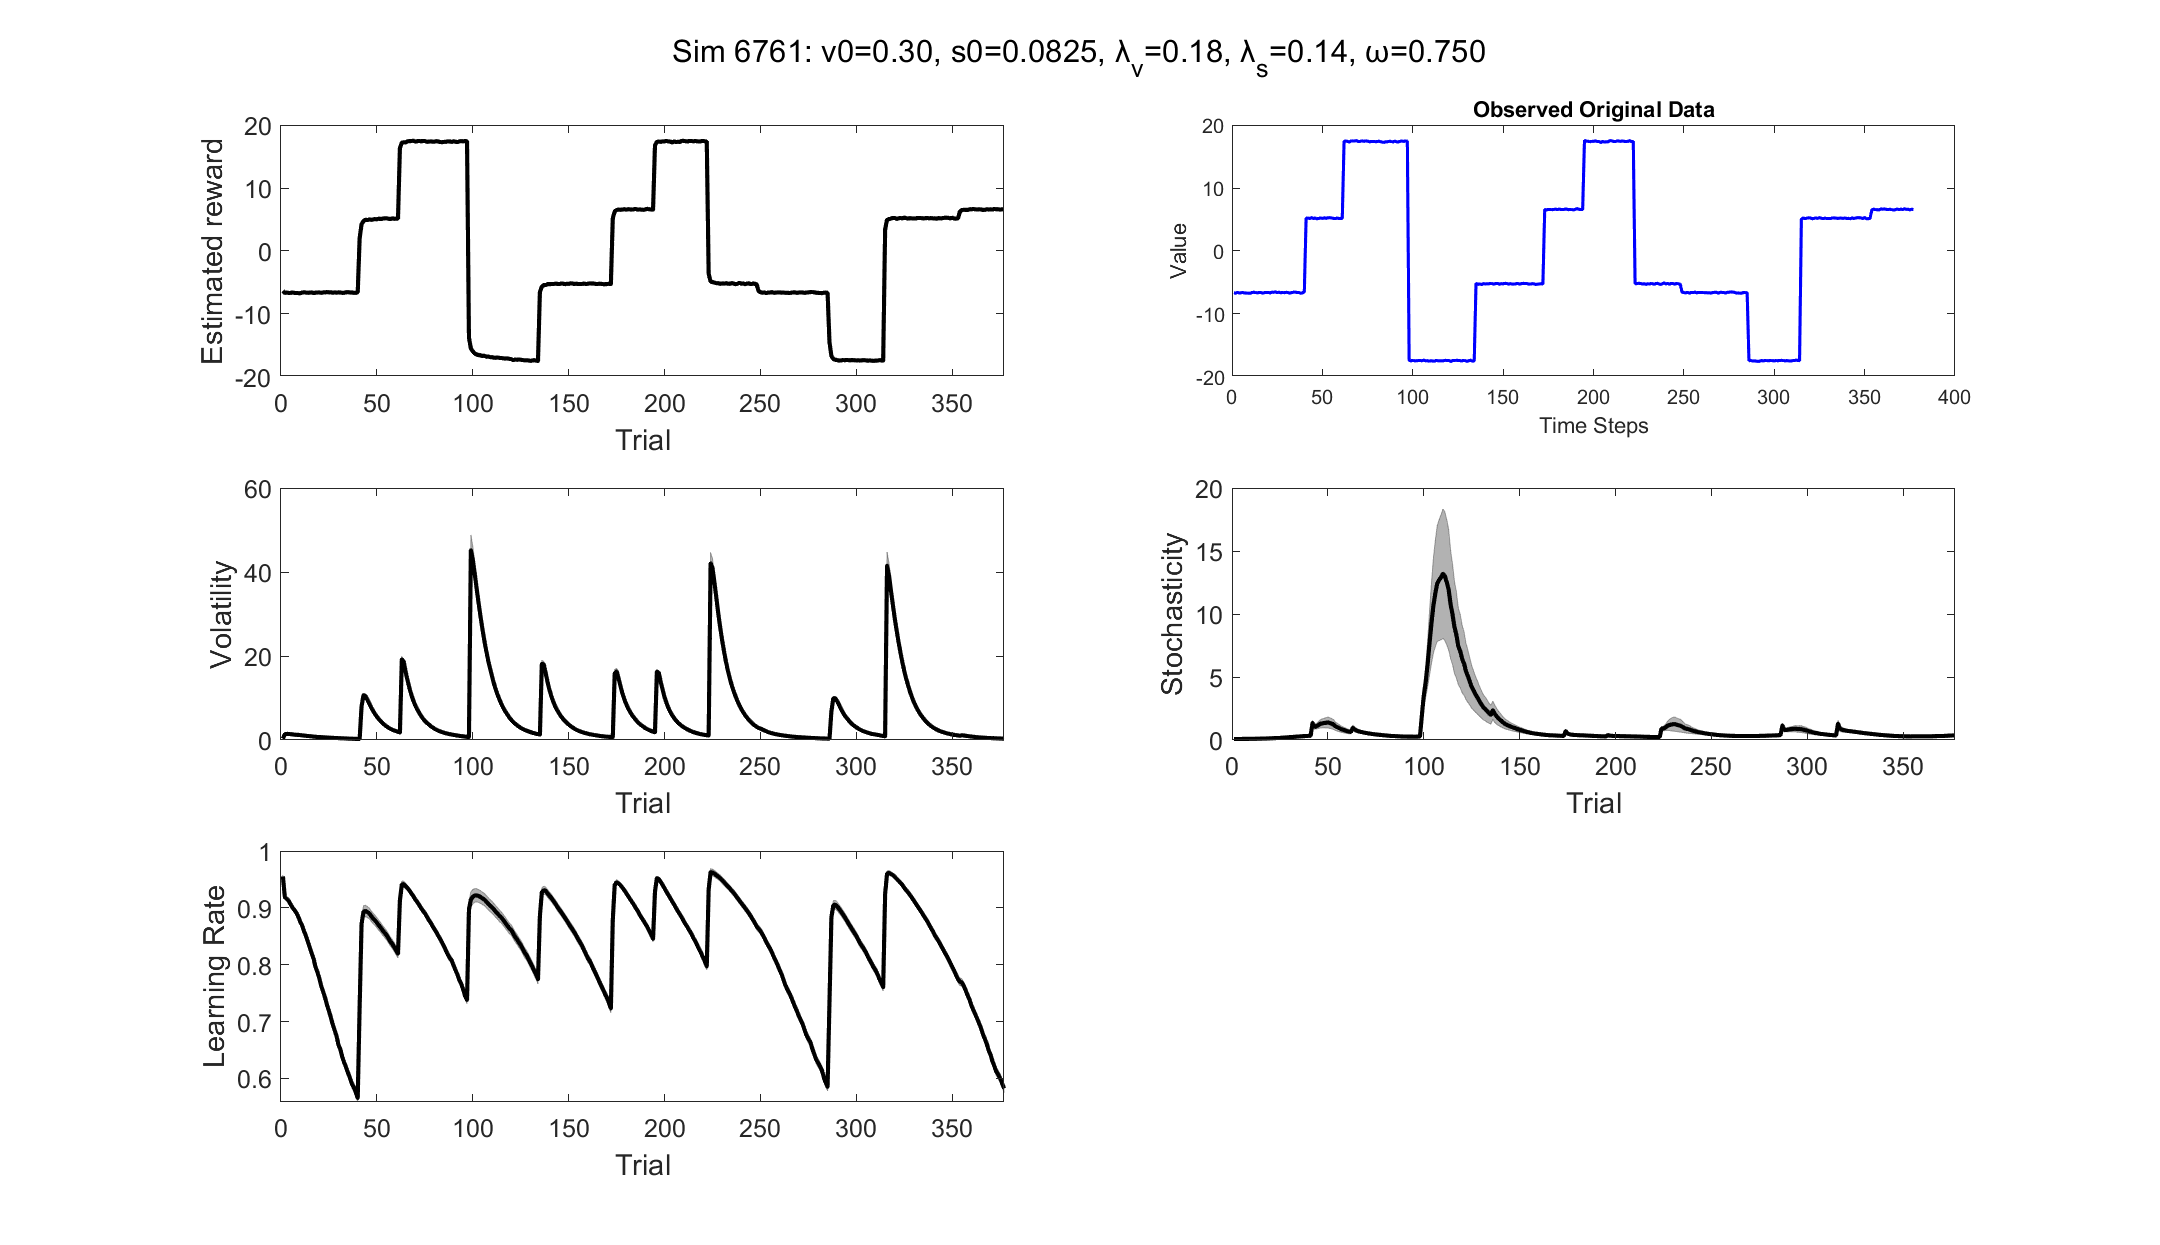 Sim 6761: v0=0.30, s0=0.0825, λ_v=0.18, λ_s=0.14, ω=0.750
Estimated reward
20
10
0
-10
-20
0 50 100 150 200 250 300 350
Trial
Observed Original Data
Value
20
10
0
-10
-20
0 50 100 150 200 250 300 350 400
Time Steps
Volatility
60
40
20
0
0 50 100 150 200 250 300 350
Trial
Stochasticity
20
15
10
5
0
0 50 100 150 200 250 300 350
Trial
Learning Rate
1
0.9
0.8
0.7
0.6
0 50 100 150 200 250 300 350
Trial